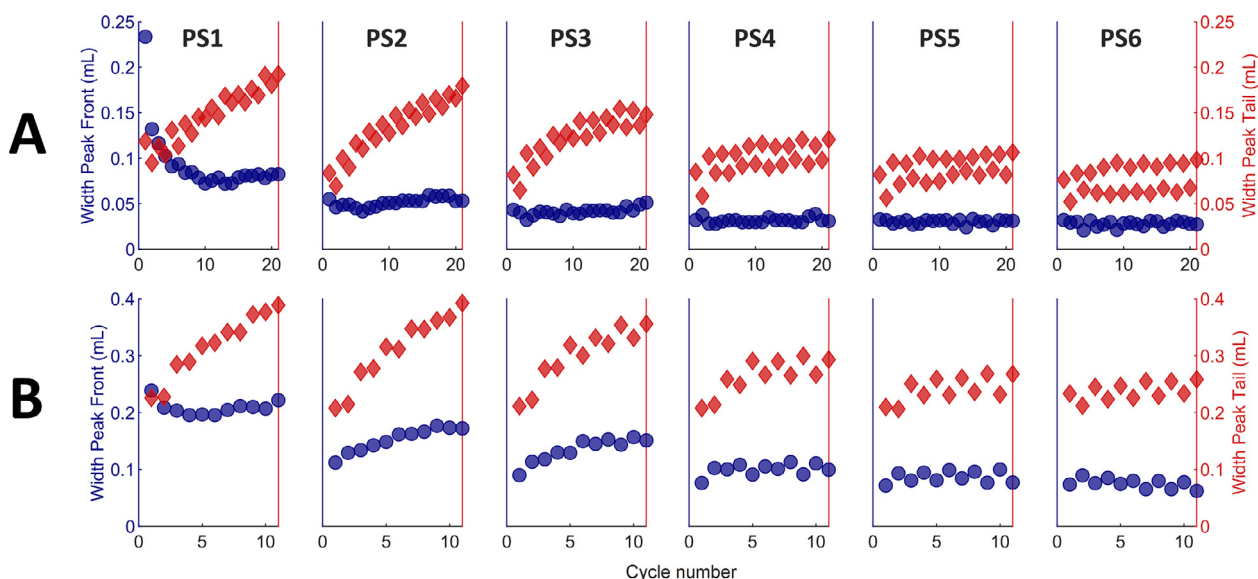 A
Width Peak Front (mL)
0.25
0.2
0.15
0.1
0.05
0
PS1
PS2
PS3
PS4
PS5
PS6
0.25
0.2
0.15
0.1
0.05
0
Width Peak Tail (mL)
0 10 20 0 10 20 0 10 20 0 10 20 0 10 20 0 10 20
B
Width Peak Front (mL)
0.4
0.3
0.2
0.1
0
0.4
0.3
0.2
0.1
0
Width Peak Tail (mL)
0 5 10 0 5 10 0 5 10 0 5 10 0 5 10 0 5 10
Cycle number